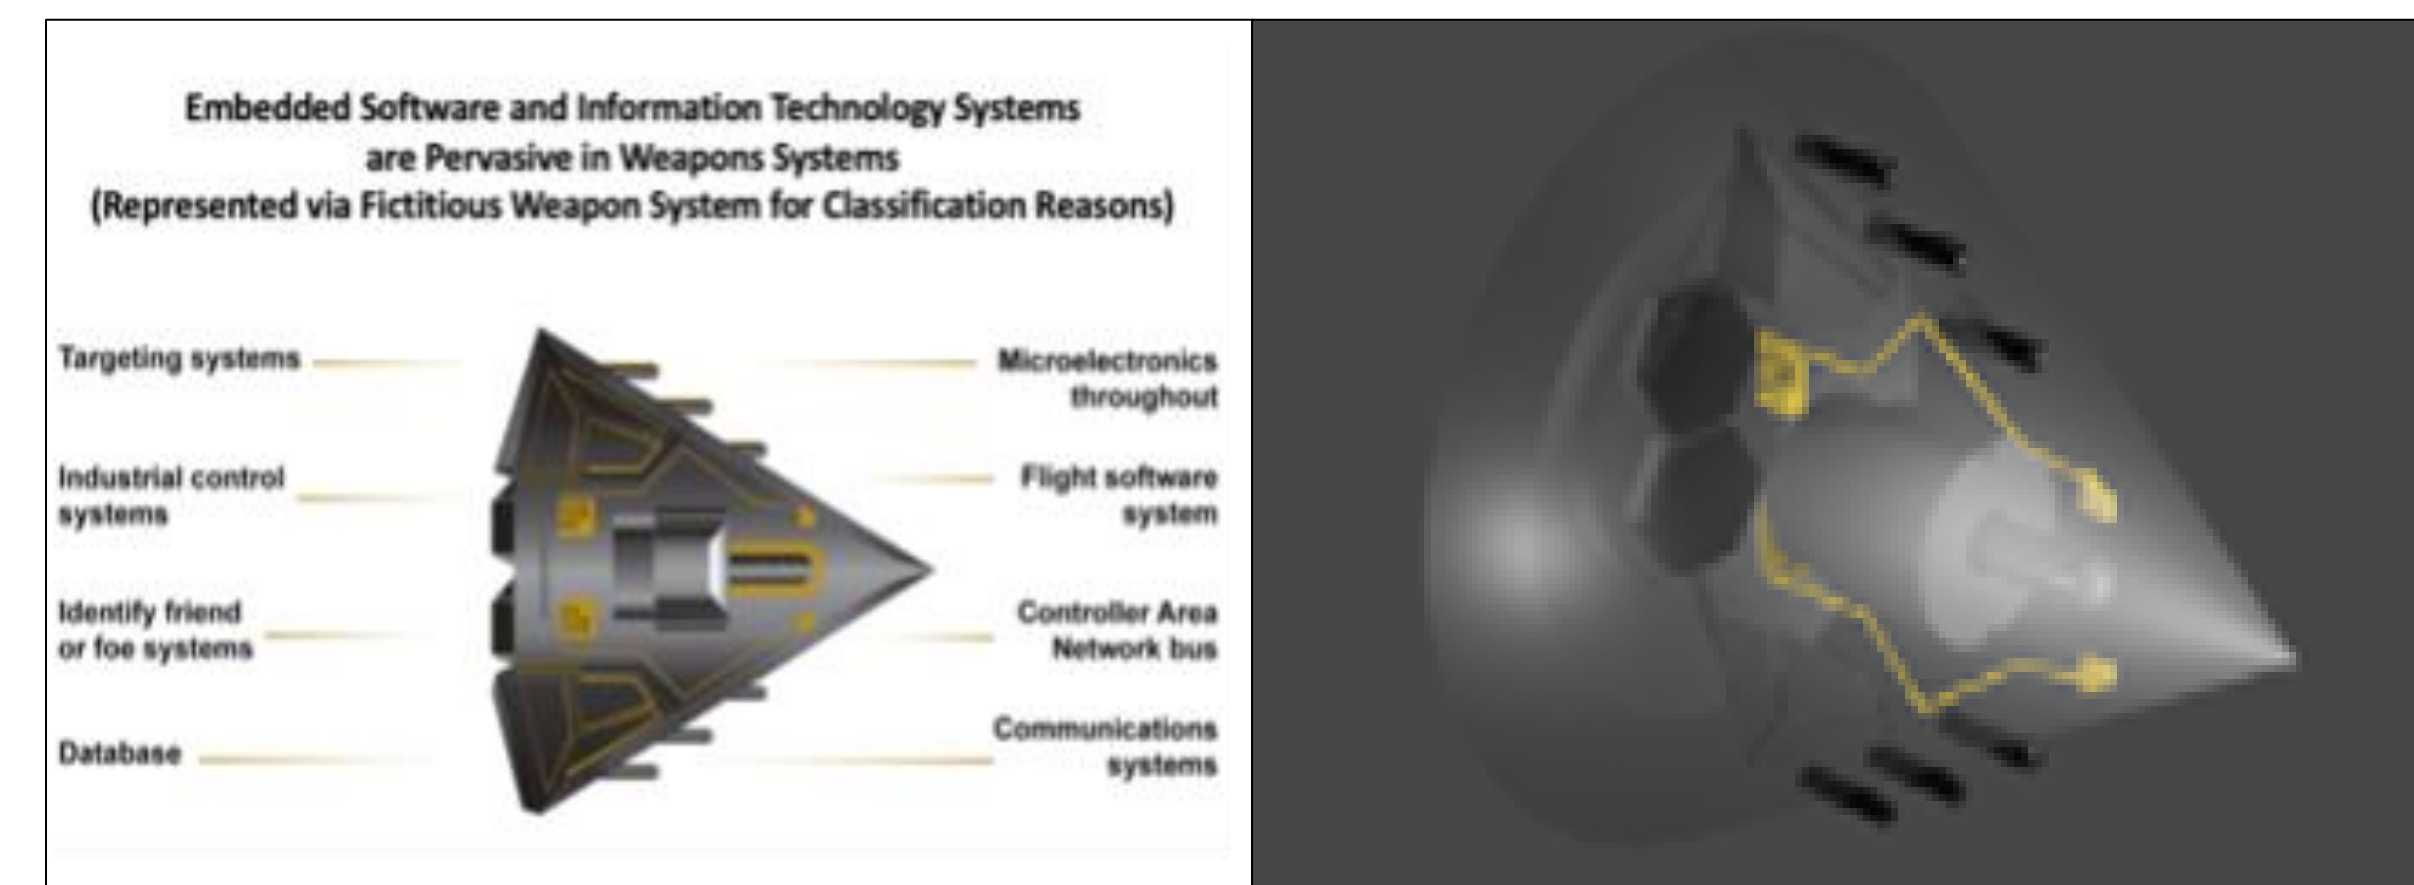 Embedded Software and Information Technology Systems
are Pervasive in Weapons Systems
(Represented via Fictitious Weapon System for Classification Reasons)
Targeting systems
Industrial control
systems
Identify friend
or foe systems
Database
Microelectronics
throughout
Flight software
system
Controller Area
Network bus
Communications
systems